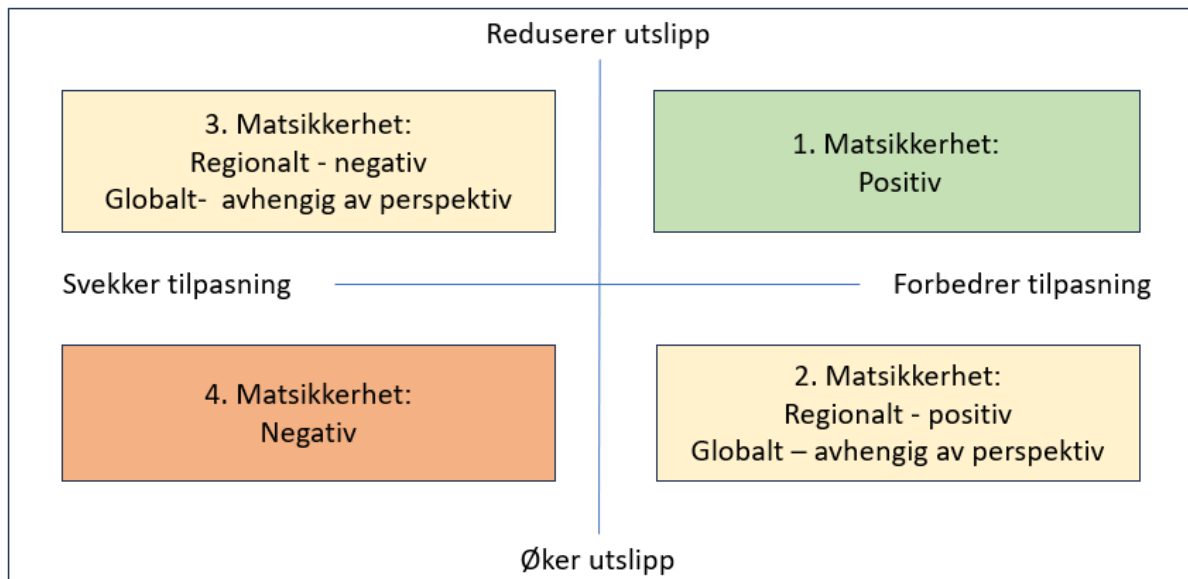 Reduserer utslipp
3. Matsikkerhet:
Regionalt - negativ
Globalt-  avhengig av perspektiv
1. Matsikkerhet:
Positiv
Svekker tilpasning
Forbedrer tilpasning
4. Matsikkerhet:
Negativ
2. Matsikkerhet:
Regionalt - positiv
Globalt – avhengig av perspektiv
Øker utslipp